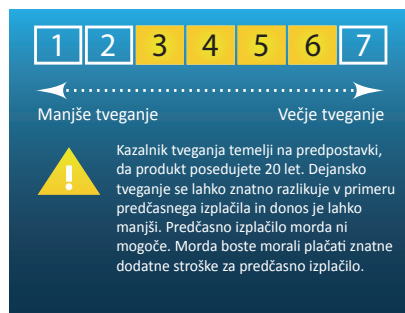 1 2 3 4 5 6 7
Manjše tveganje Večje tveganje
Kazalnik tveganja temelji na predpostavki,
da produkt posedujete 20 let. Dejansko
tveganje se lahko znatno razlikuje v primeru
predčasnega izplačila in donos je lahko
manjši. Predčasno izplačilo morda ni
mogoče. Morda boste morali plačati znatne
dodatne stroške za predčasno izplačilo.
!